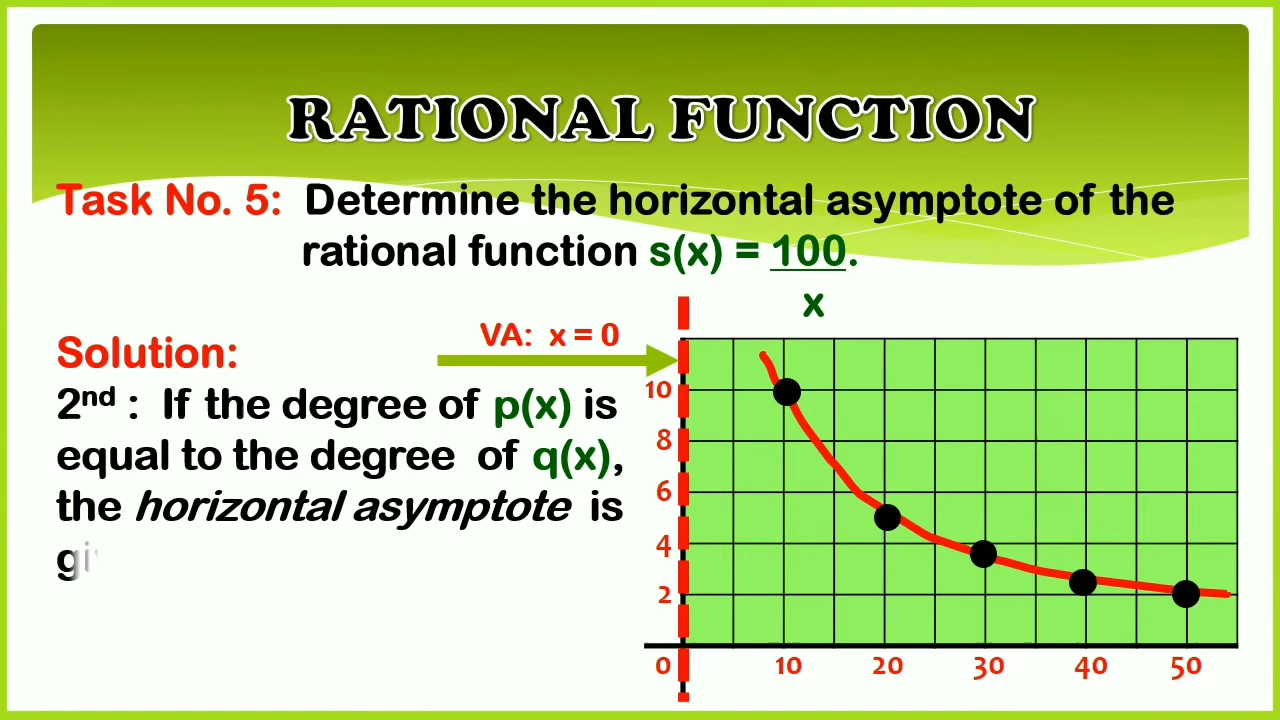 RATIONAL FUNCTION
Task No. 5: Determine the horizontal asymptote of the
rational function s(x) = 100.
x
VA: x = 0
Solution:
2nd : If the degree of p(x) is
equal to the degree of q(x),
the horizontal asymptote is
10
8
6
4
2
0 10 20 30 40 50